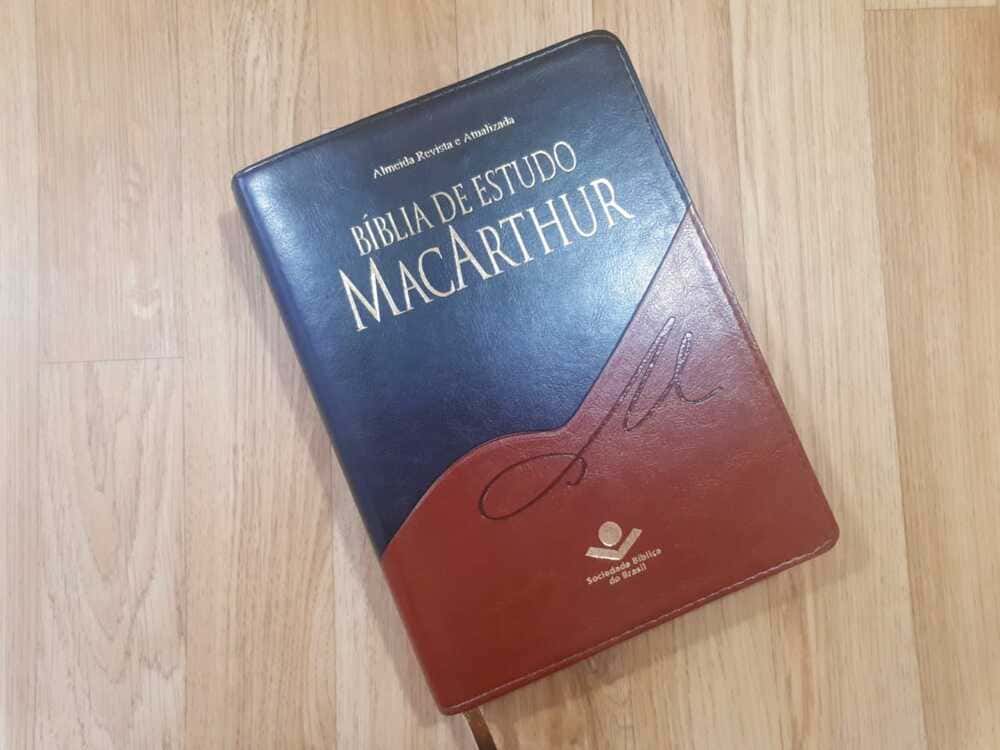 Almeida Revista e Atualizada
BÍBLIA DE ESTUDO
MACARTHUR
M
Sociedade Bíblica
do Brasil